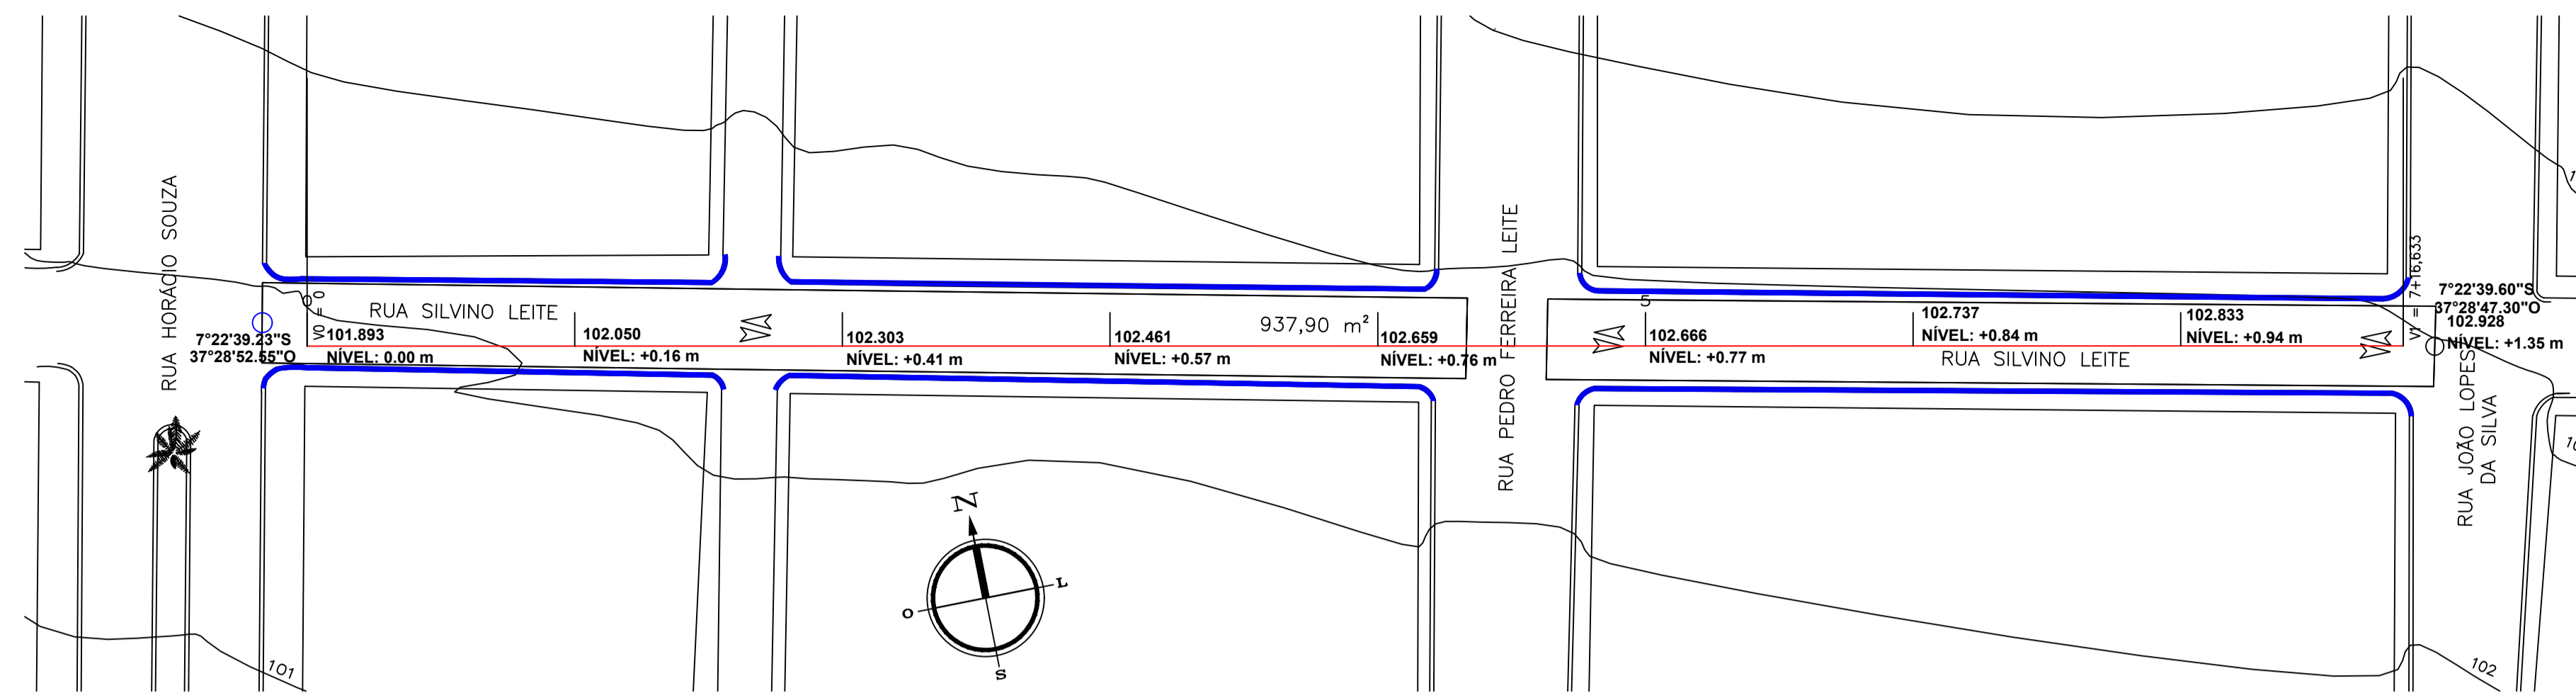 RUA HORÁCIO SOUZA
7°22'39.23"S
37°28'52.55"O
0
V0 = 0
RUA SILVINO LEITE
101.893
NÍVEL: 0.00 m
102.050
NÍVEL: +0.16 m
102.303
NÍVEL: +0.41 m
102.461
NÍVEL: +0.57 m
937,90 m²
102.659
NÍVEL: +0.76 m
RUA PEDRO FERREIRA LEITE
5
102.666
NÍVEL: +0.77 m
102.737
NÍVEL: +0.84 m
RUA SILVINO LEITE
102.833
NÍVEL: +0.94 m
V1 = 7+16,633
7°22'39.60"S
37°28'47.30"O
102.928
NÍVEL: +1.35 m
RUA JOÃO LOPES
DA SILVA
N
L
O
S
101
102